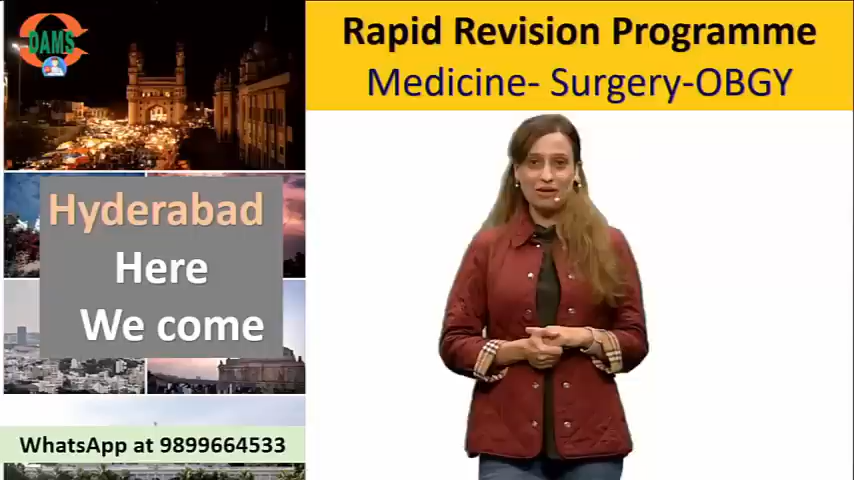 DAMS
Rapid Revision Programme
Medicine- Surgery-OBGY
Hyderabad
Here
We come
WhatsApp at 9899664533